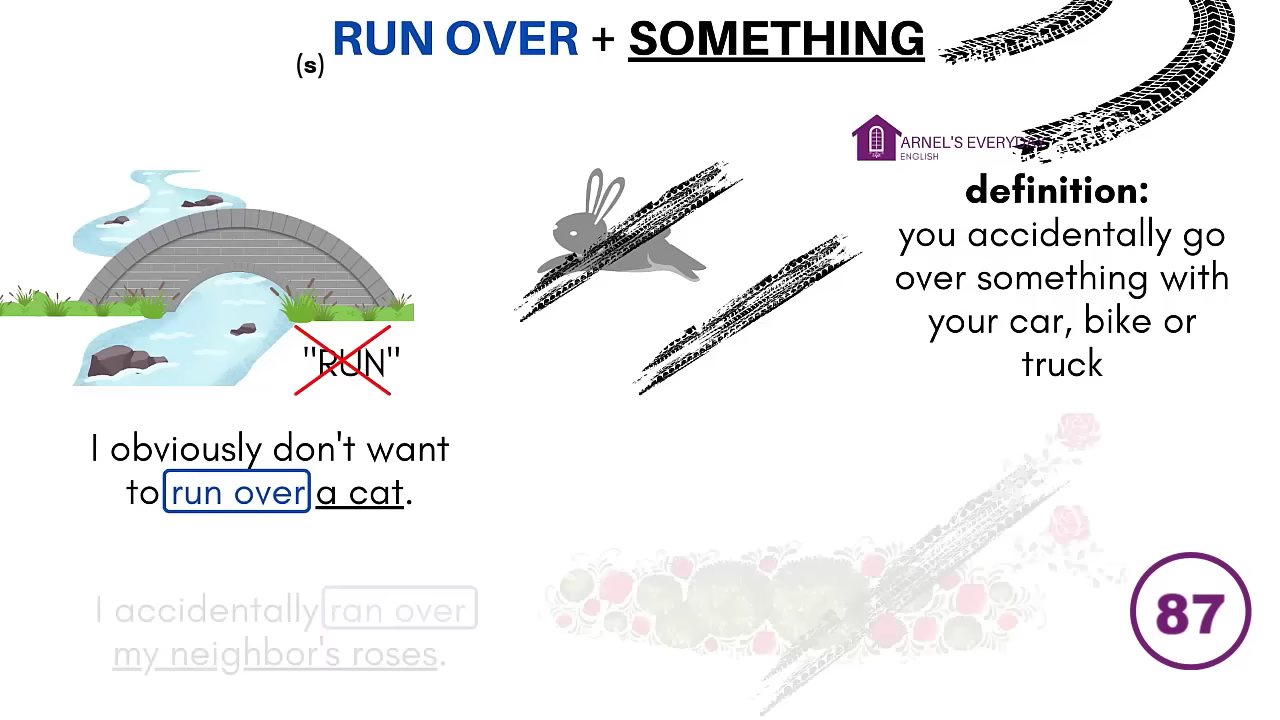 (s) RUN OVER + SOMETHING
ARNEL'S EVERYDAY
ENGLISH
definition:
you accidentally go
over something with
your car, bike or
truck
"RUN"
I obviously don't want
to run over a cat.
I accidentally ran over
my neighbor's roses.
87